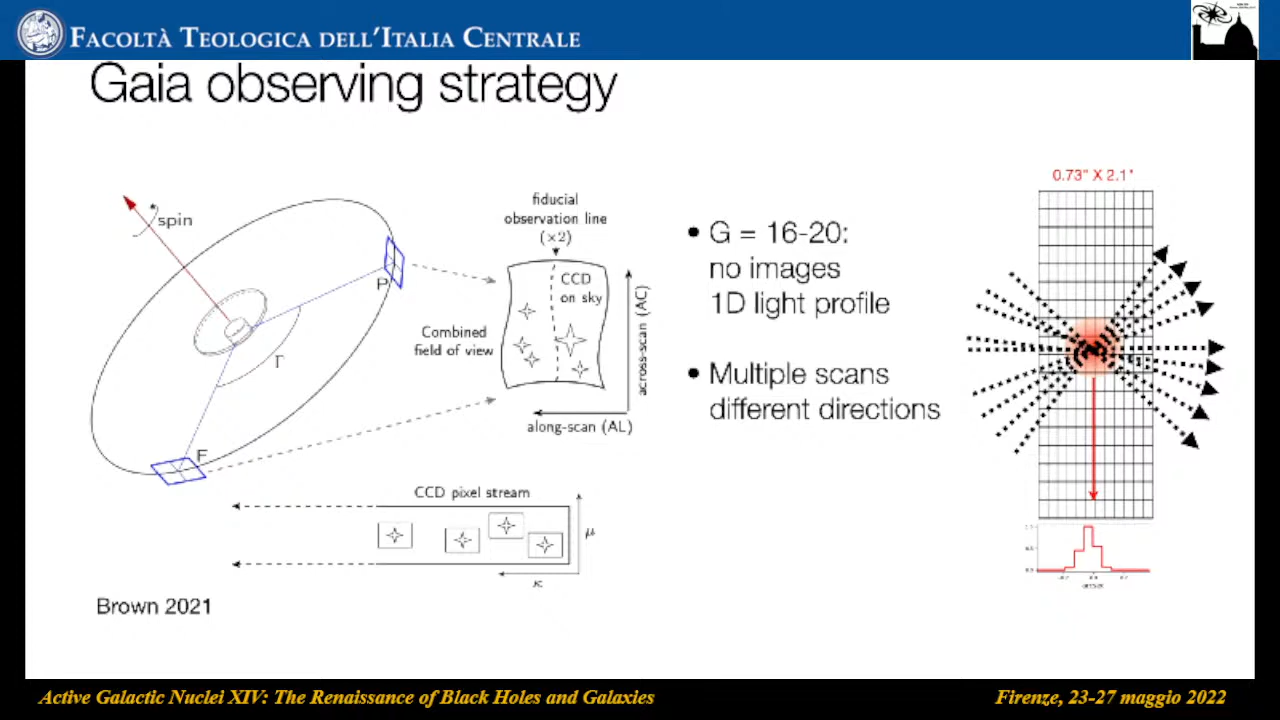 FACOLTÀ TEOLOGICA DELL'ITALIA CENTRALE
Gaia observing strategy
spin
P
Γ
F
fiducial
observation line
(×2)
CCD
on sky
Combined
field of view
across-scan (AC)
along-scan (AL)
CCD pixel stream
μ
κ
Brown 2021
• G = 16-20:
no images
1D light profile
• Multiple scans
different directions
0.73" X 2.1"
Active Galactic Nuclei XIV: The Renaissance of Black Holes and Galaxies
Firenze, 23-27 maggio 2022